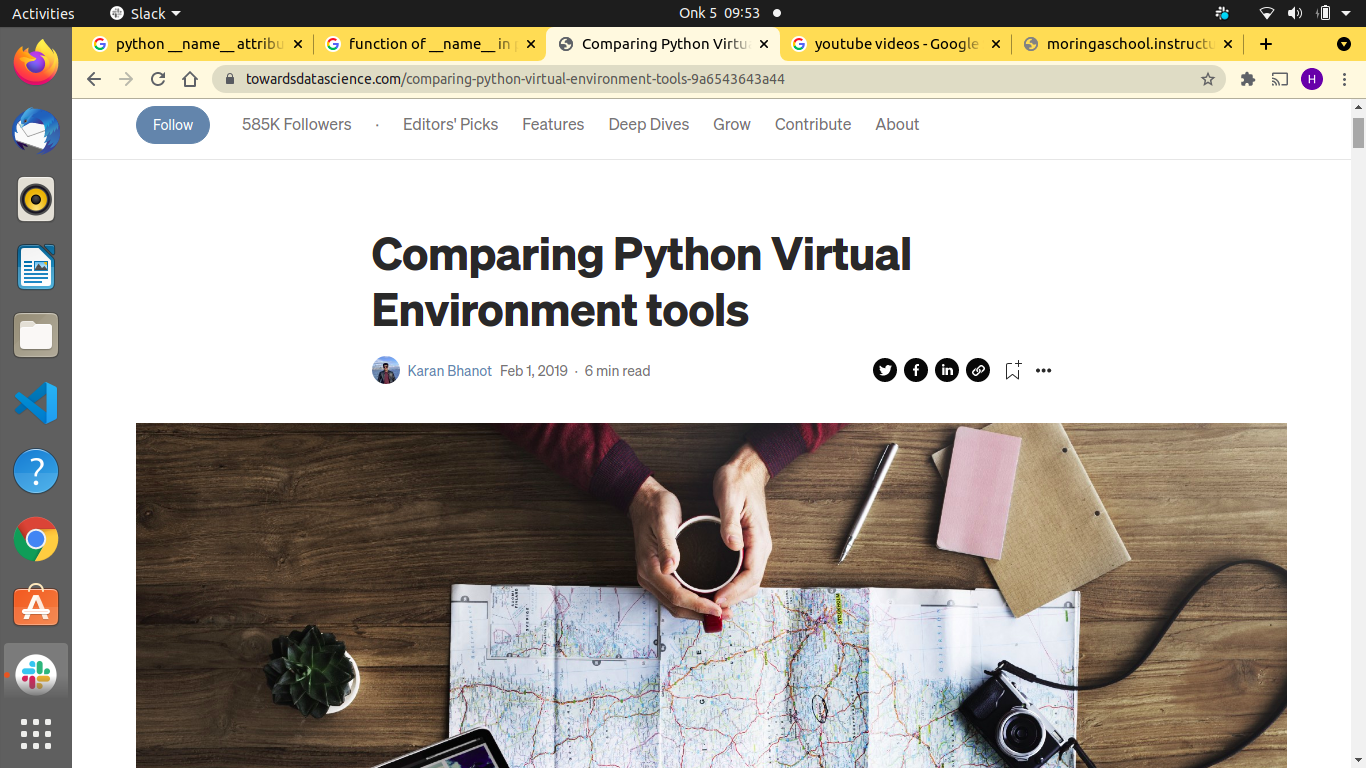 Activities
Slack
Onk 5 09:53
python __name__ attribu
function of __name__ in p
Comparing Python Virtu
youtube videos - Google
moringaschool.instructu
towardsdatascience.com/comparing-python-virtual-environment-tools-9a6543643a44
H
Follow
585K Followers
·
Editors' Picks
Features
Deep Dives
Grow
Contribute
About
Comparing Python Virtual
Environment tools
Karan Bhanot Feb 1, 2019 · 6 min read